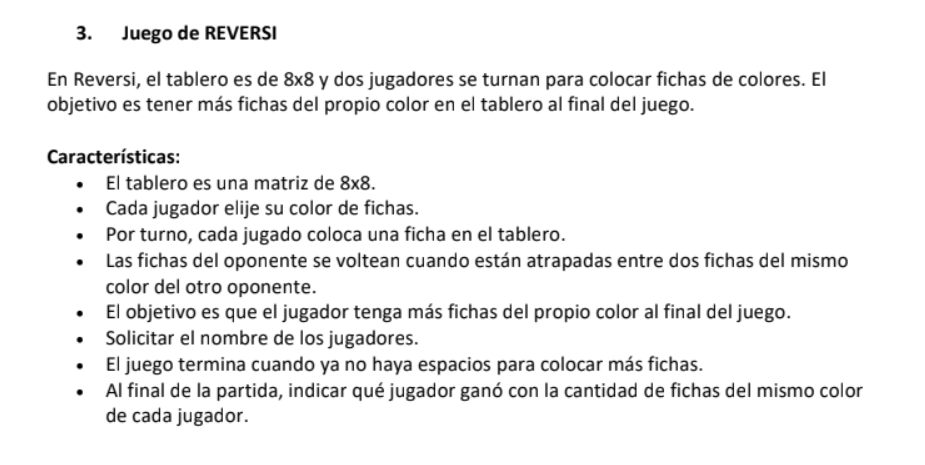 3. Juego de REVERSI
En Reversi, el tablero es de 8x8 y dos jugadores se turnan para colocar fichas de colores. El
objetivo es tener más fichas del propio color en el tablero al final del juego.
Características:
• El tablero es una matriz de 8x8.
• Cada jugador elije su color de fichas.
• Por turno, cada jugado coloca una ficha en el tablero.
• Las fichas del oponente se voltean cuando están atrapadas entre dos fichas del mismo
color del otro oponente.
• El objetivo es que el jugador tenga más fichas del propio color al final del juego.
• Solicitar el nombre de los jugadores.
• El juego termina cuando ya no haya espacios para colocar más fichas.
• Al final de la partida, indicar qué jugador ganó con la cantidad de fichas del mismo color
de cada jugador.